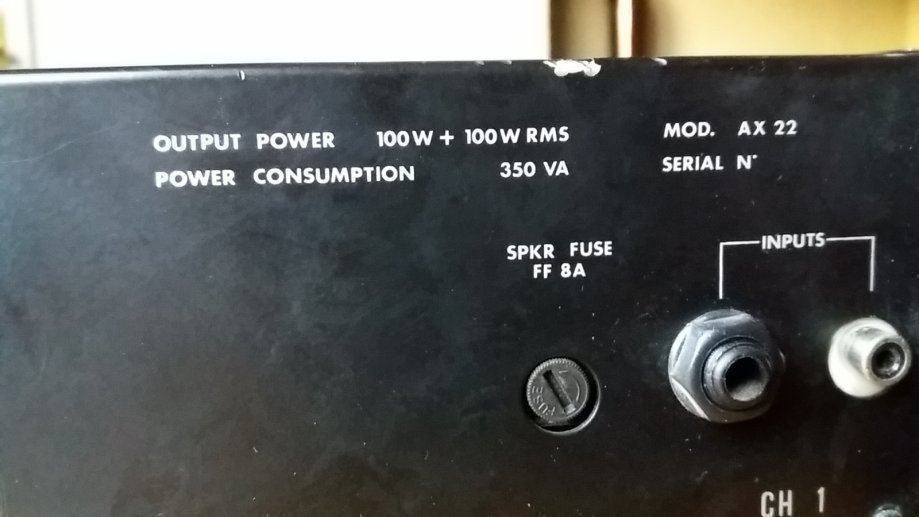 OUTPUT POWER 100W + 100W RMS
POWER CONSUMPTION 350 VA
MOD. AX 22
SERIAL N°
SPKR FUSE
FF 8A
INPUTS
FUSE
CH 1